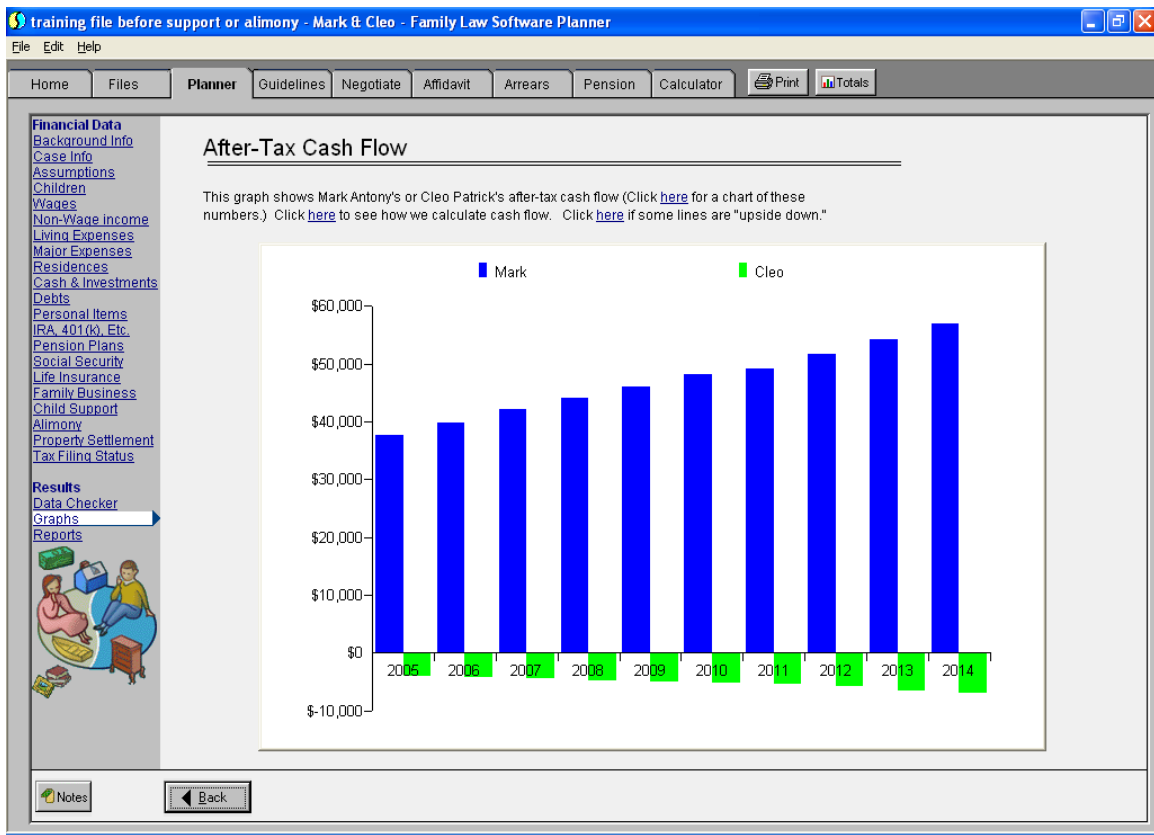 training file before support or alimony - Mark & Cleo - Family Law Software Planner
File Edit Help
Home Files Planner Guidelines Negotiate Affidavit Arrears Pension Calculator Print Totals
Financial Data
Background Info
Case Info
Assumptions
Children
Wages
Non-Wage income
Living Expenses
Major Expenses
Residences
Cash & Investments
Debts
Personal Items
IRA, 401(k), Etc.
Pension Plans
Social Security
Life Insurance
Family Business
Child Support
Alimony
Property Settlement
Tax Filing Status
Results
Data Checker
Graphs
Reports
After-Tax Cash Flow
This graph shows Mark Antony's or Cleo Patrick's after-tax cash flow (Click here for a chart of these
numbers.) Click here to see how we calculate cash flow. Click here if some lines are "upside down."
Mark Cleo
$60,000
$50,000
$40,000
$30,000
$20,000
$10,000
$0
$-10,000
2005 2006 2007 2008 2009 2010 2011 2012 2013 2014
Notes Back